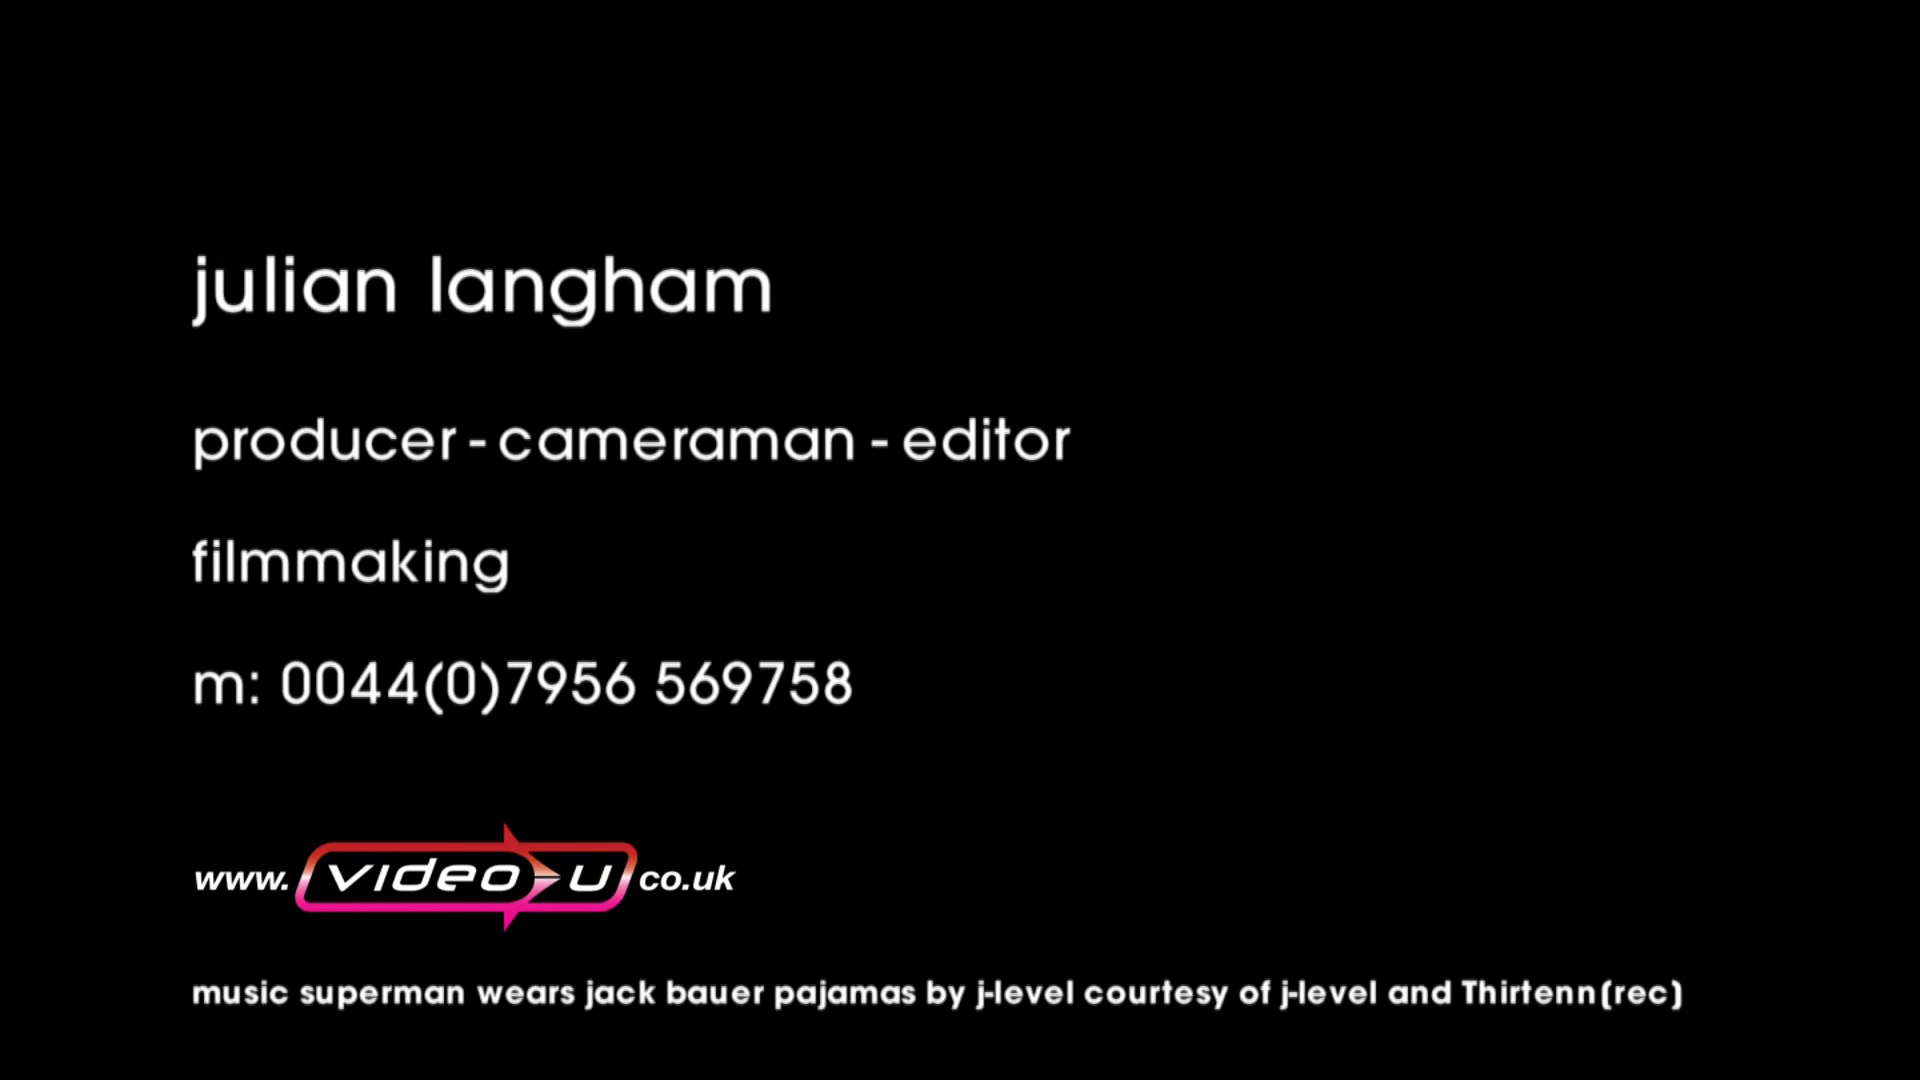 julian langham
producer - cameraman - editor
filmmaking
m: 0044(0)7956 569758
www.video-u co.uk
music superman wears jack bauer pajamas by j-level courtesy of j-level and Thirtenn(rec)